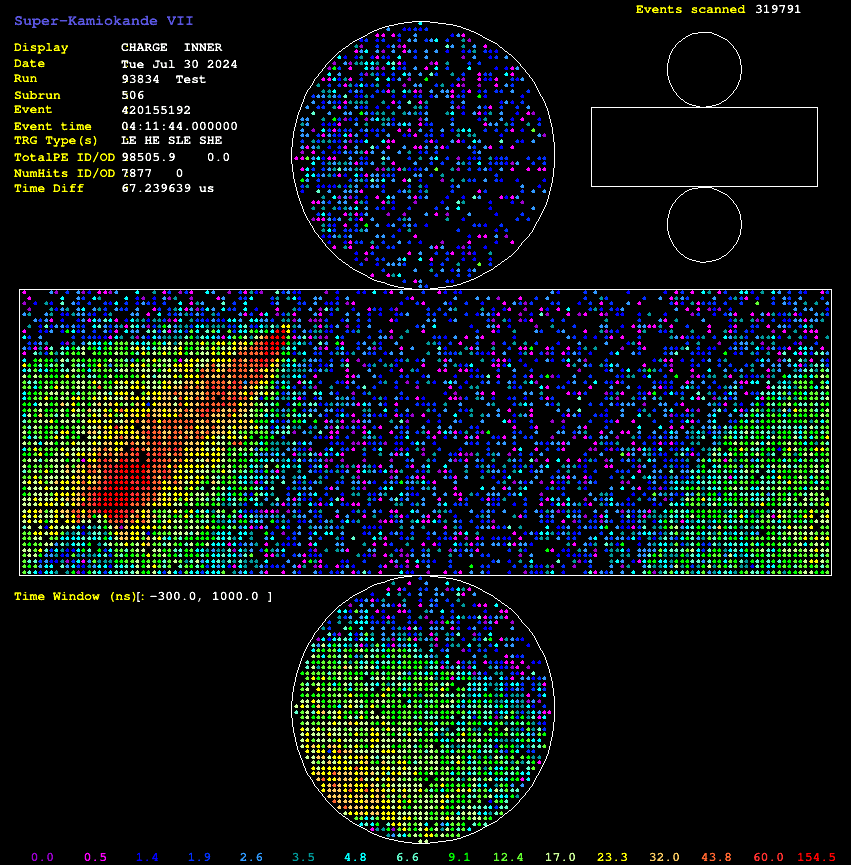 Super-Kamiokande VII
Events scanned 319791
Display CHARGE INNER
Date Tue Jul 30 2024
Run 93834 Test
Subrun 506
Event 420155192
Event time 04:11:44.000000
TRG Type(s) LE HE SLE SHE
TotalPE ID/OD 98505.9 0.0
NumHits ID/OD 7877 0
Time Diff 67.239639 us
Time Window (ns)[: −300.0, 1000.0 ]
0.0 0.5 1.4 1.9 2.6 3.5 4.8 6.6 9.1 12.4 17.0 23.3 32.0 43.8 60.0 154.5